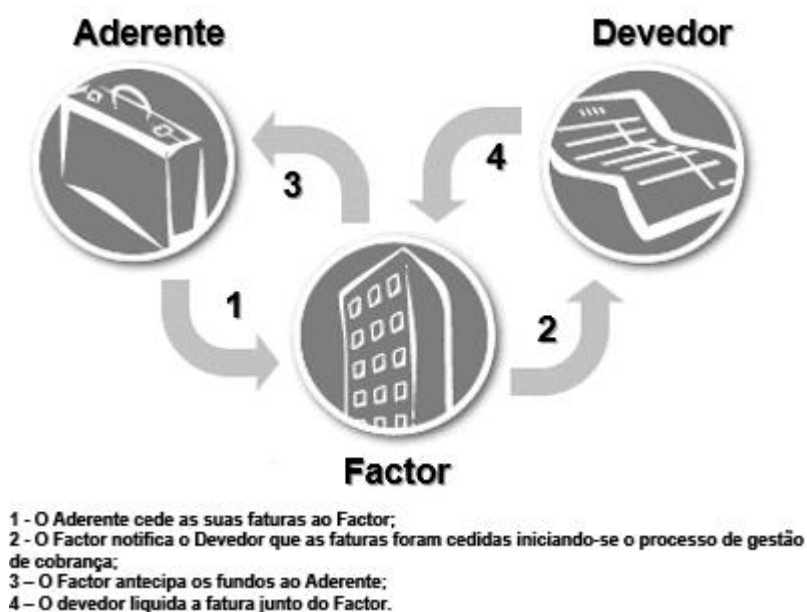 Aderente
Devedor
3
4
1
2
Factor
1 - O Aderente cede as suas faturas ao Factor;
2 - O Factor notifica o Devedor que as faturas foram cedidas iniciando-se o processo de gestão
de cobrança;
3 – O Factor antecipa os fundos ao Aderente;
4 – O devedor liquida a fatura junto do Factor.